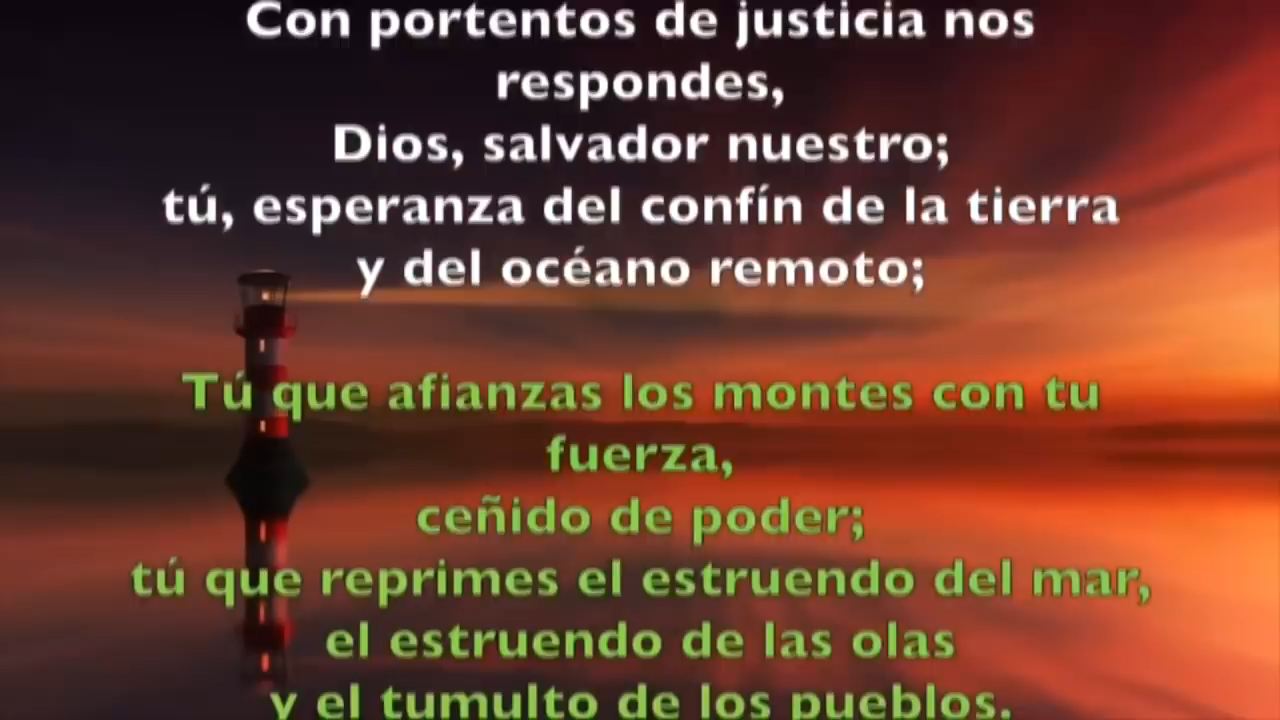 Con portentos de justicia nos
respondes,
Dios, salvador nuestro;
tú, esperanza del confín de la tierra
y del océano remoto;
Tú que afianzas los montes con tu
fuerza,
ceñido de poder;
tú que reprimes el estruendo del mar,
el estruendo de las olas
y el tumulto de los pueblos.